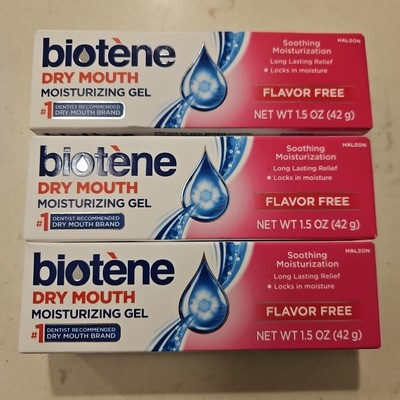 biotène
DRY MOUTH
MOISTURIZING GEL
#1 DENTIST RECOMMENDED
DRY MOUTH BRAND
HALEON
Soothing
Moisturization
Long Lasting Relief
• Locks in moisture
FLAVOR FREE
NET WT 1.5 OZ (42 g)
biotène
DRY MOUTH
MOISTURIZING GEL
#1 DENTIST RECOMMENDED
DRY MOUTH BRAND
HALEON
Soothing
Moisturization
Long Lasting Relief
• Locks in moisture
FLAVOR FREE
NET WT 1.5 OZ (42 g)
biotène
DRY MOUTH
MOISTURIZING GEL
#1 DENTIST RECOMMENDED
DRY MOUTH BRAND
HALEON
Soothing
Moisturization
Long Lasting Relief
• Locks in moisture
FLAVOR FREE
NET WT 1.5 OZ (42 g)